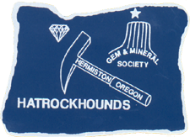 GEM & MINERAL
SOCIETY
HERMISTON OREGON
HATROCKHOUNDS